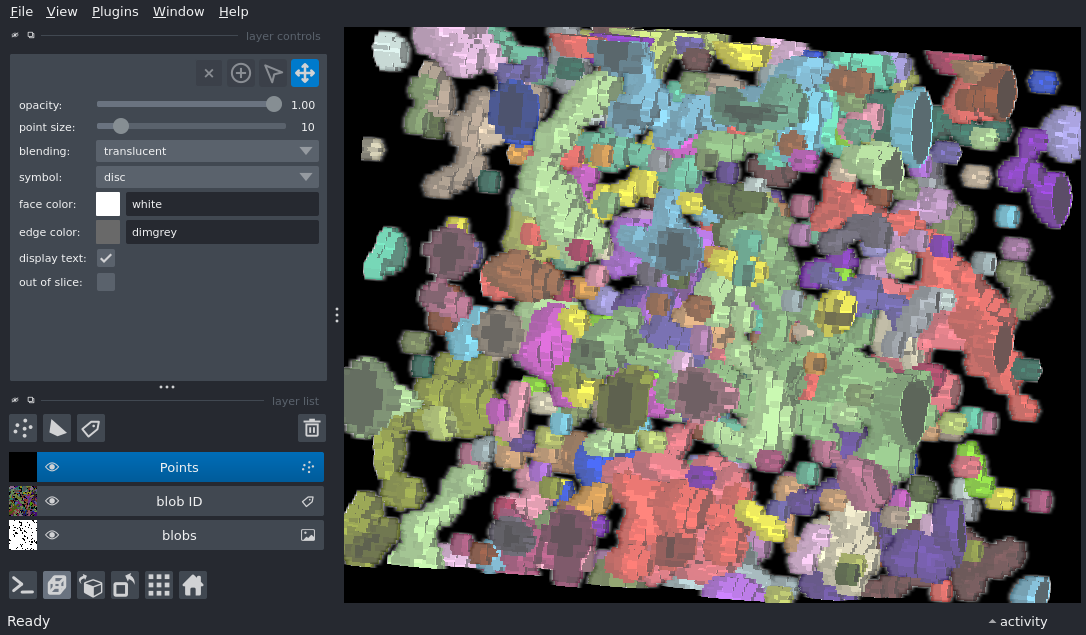 File View Plugins Window Help
layer controls
opacity: 1.00
point size: 10
blending: translucent
symbol: disc
face color: white
edge color: dimgrey
display text:
out of slice:
layer list
Points
blob ID
blobs
Ready
activity